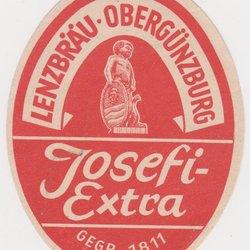 LENZBRÄU · OBERGÜNZBURG
Josefi-
Extra
GEGR. 1811